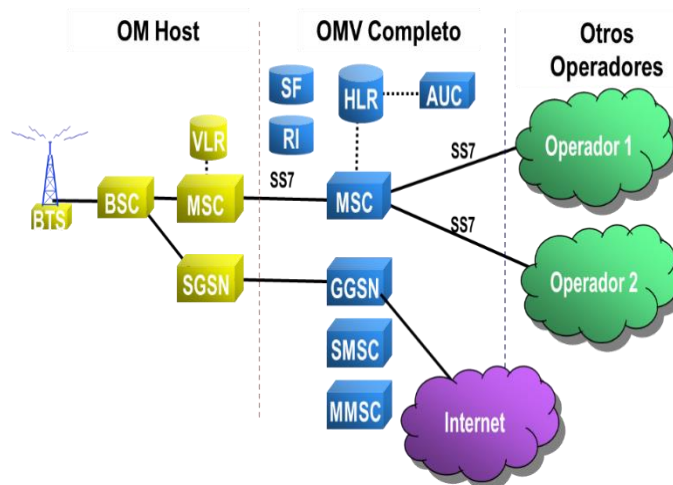 OM Host
OMV Completo
Otros
Operadores
SF
HLR
AUC
VLR
RI
Operador 1
SS7
BTS
BSC
MSC
SS7
MSC
SS7
SGSN
GGSN
Operador 2
SMSC
MMSC
Internet